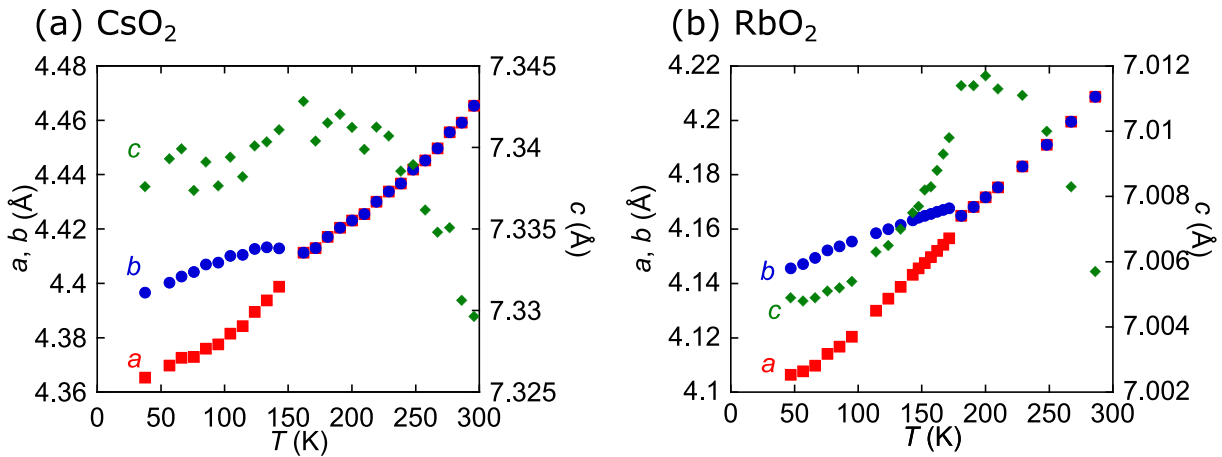 (a) CsO₂
4.48
4.46
4.44
4.42
4.4
4.38
4.36
a, b (Å)
7.345
7.34
7.335
7.33
7.325
c (Å)
c
b
a
0
50
100
150
200
250
300
T (K)
(b) RbO₂
4.22
4.2
4.18
4.16
4.14
4.12
4.1
a, b (Å)
7.012
7.01
7.008
7.006
7.004
7.002
c (Å)
b
c
a
0
50
100
150
200
250
300
T (K)